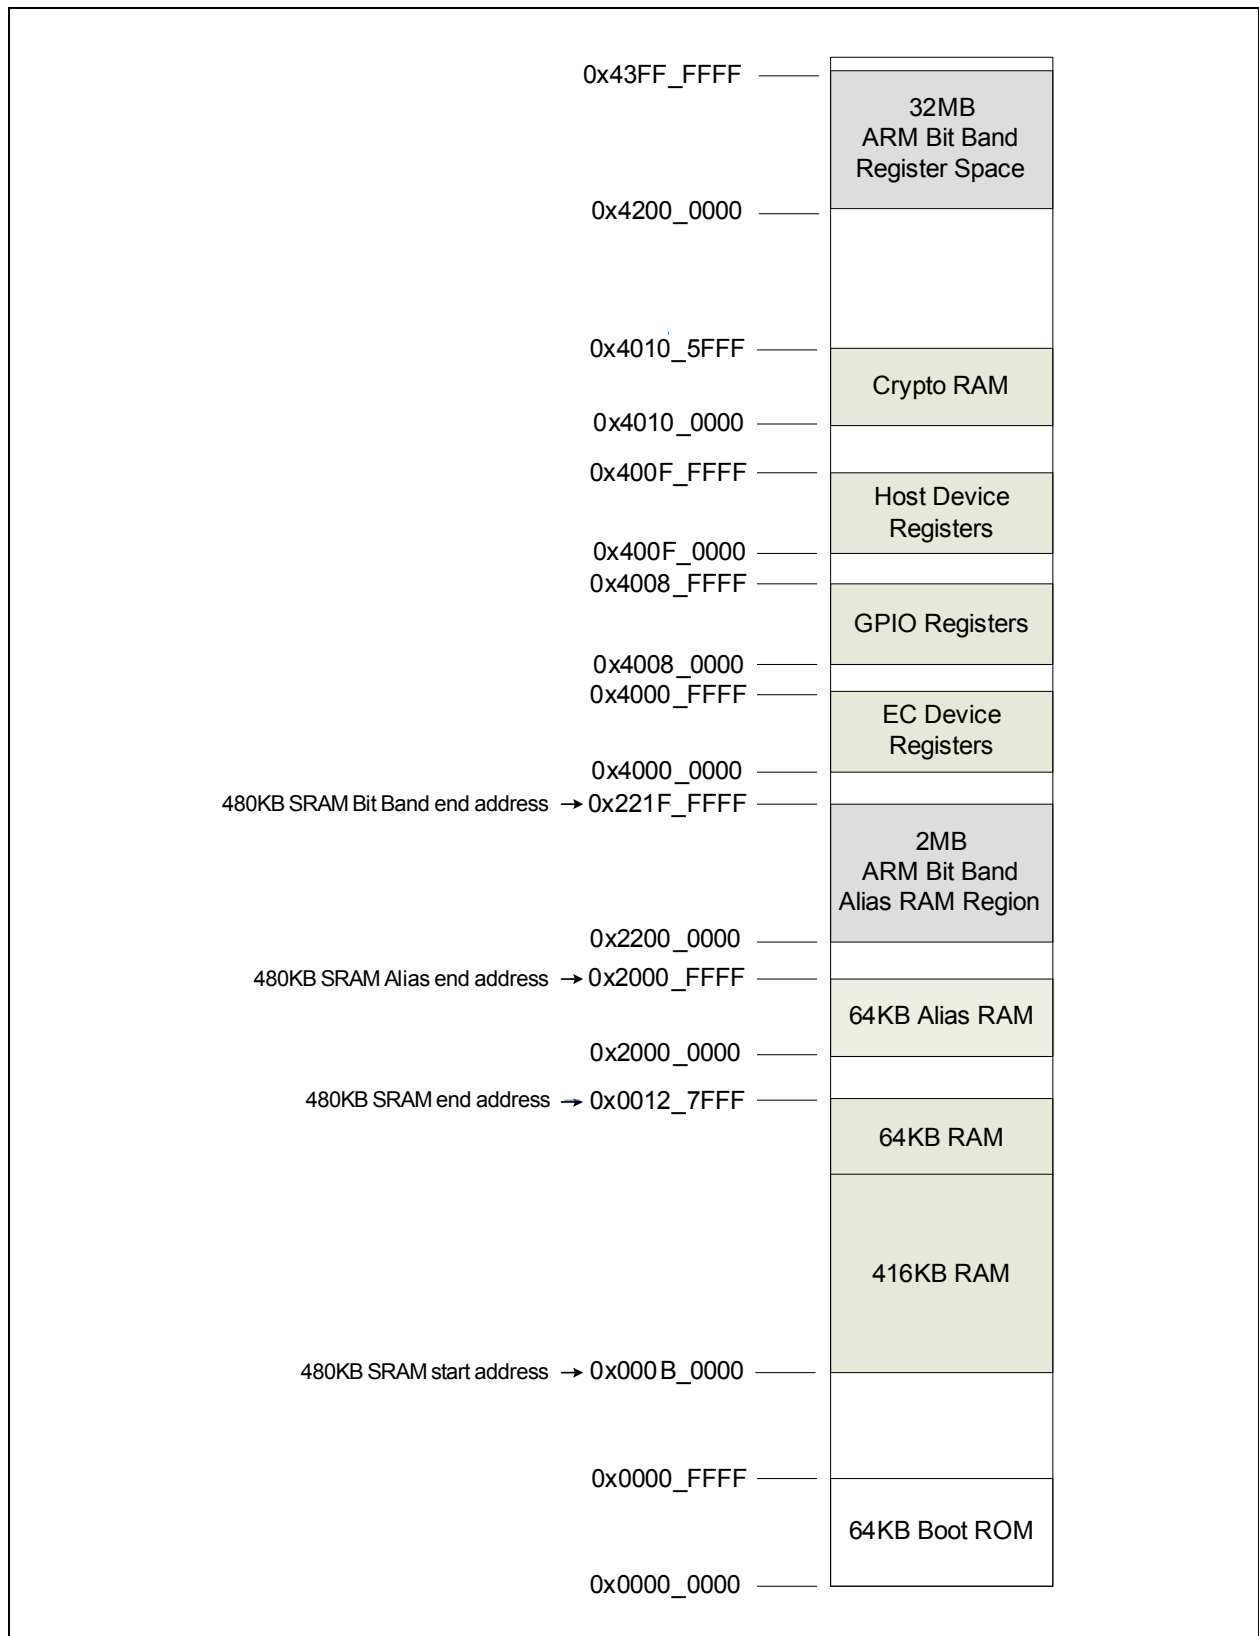 0x43FF_FFFF
32MB
ARM Bit Band
Register Space
0x4200_0000
0x4010_5FFF
Crypto RAM
0x4010_0000
0x400F_FFFF
Host Device
Registers
0x400F_0000
0x4008_FFFF
GPIO Registers
0x4008_0000
0x4000_FFFF
EC Device
Registers
0x4000_0000
480KB SRAM Bit Band end address → 0x221F_FFFF
2MB
ARM Bit Band
Alias RAM Region
0x2200_0000
480KB SRAM Alias end address → 0x2000_FFFF
64KB Alias RAM
0x2000_0000
480KB SRAM end address → 0x0012_7FFF
64KB RAM
416KB RAM
480KB SRAM start address → 0x000B_0000
0x0000_FFFF
64KB Boot ROM
0x0000_0000